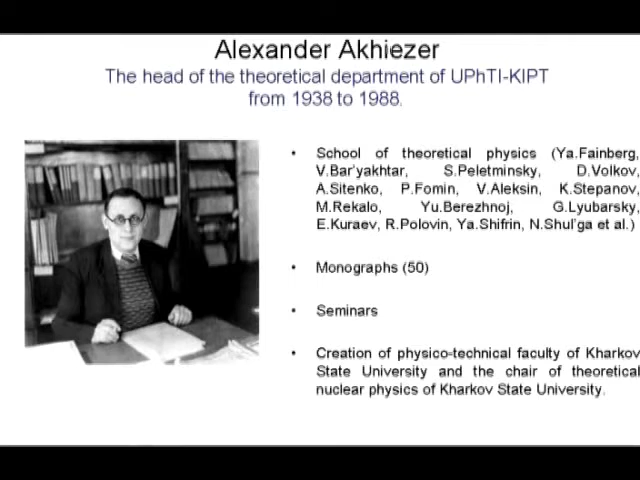 Alexander Akhiezer
The head of the theoretical department of UPhTI-KIPT
from 1938 to 1988.
• School of theoretical physics (Ya.Fainberg,
V.Bar'yakhtar, S.Peletminsky, D.Volkov,
A.Sitenko, P.Fomin, V.Aleksin, K.Stepanov,
M.Rekalo, Yu.Berezhnoj, G.Lyubarsky,
E.Kuraev, R.Polovin, Ya.Shifrin, N.Shul'ga et al.)
• Monographs (50)
• Seminars
• Creation of physico-technical faculty of Kharkov
State University and the chair of theoretical
nuclear physics of Kharkov State University.